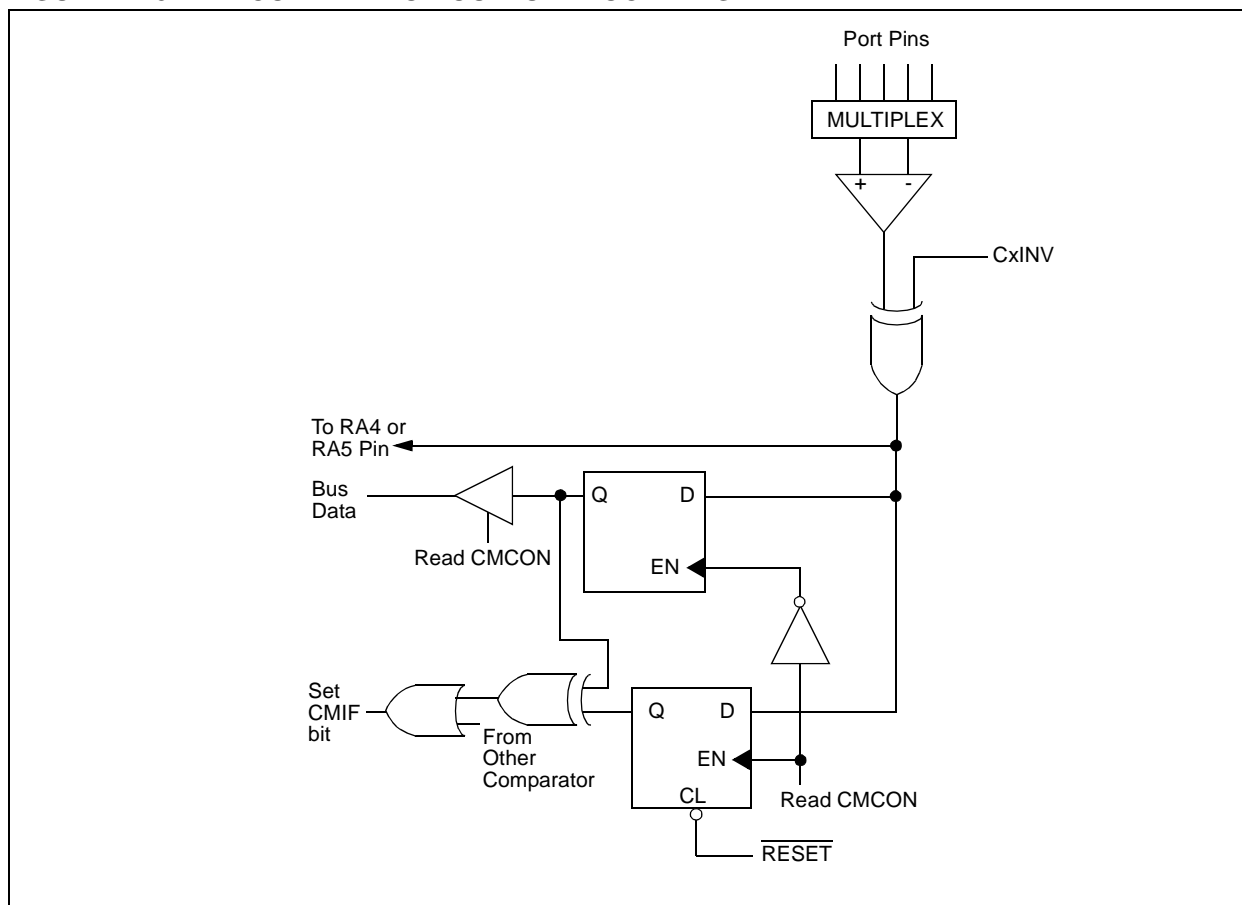 Port Pins
MULTIPLEX
+ -
CxINV
To RA4 or
RA5 Pin
Bus
Data
Q D
Read CMCON
EN
Set
CMIF
bit
From
Other
Comparator
Q D
EN
CL
Read CMCON
RESET